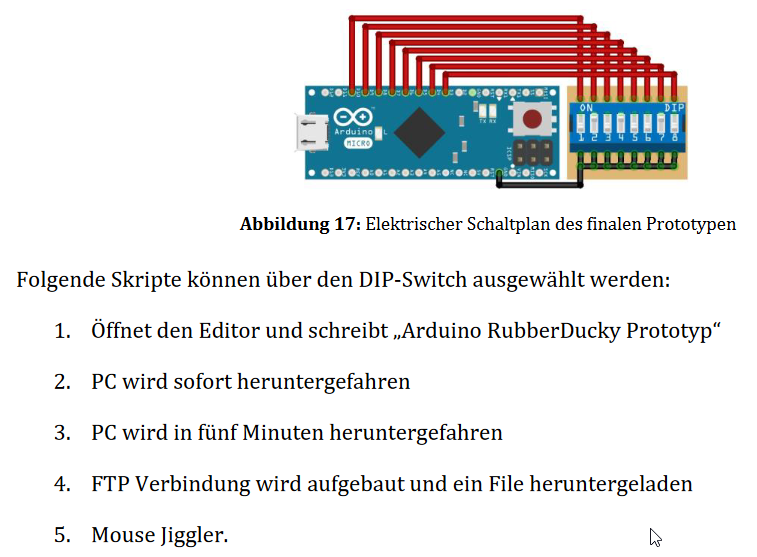 ON DIP
Arduino
MICRO
L
TX RX
ICSP
1 2 3 4 5 6 7 8
Abbildung 17: Elektrischer Schaltplan des finalen Prototypen
Folgende Skripte können über den DIP-Switch ausgewählt werden:
1. Öffnet den Editor und schreibt „Arduino RubberDucky Prototyp“
2. PC wird sofort heruntergefahren
3. PC wird in fünf Minuten heruntergefahren
4. FTP Verbindung wird aufgebaut und ein File heruntergeladen
5. Mouse Jiggler.